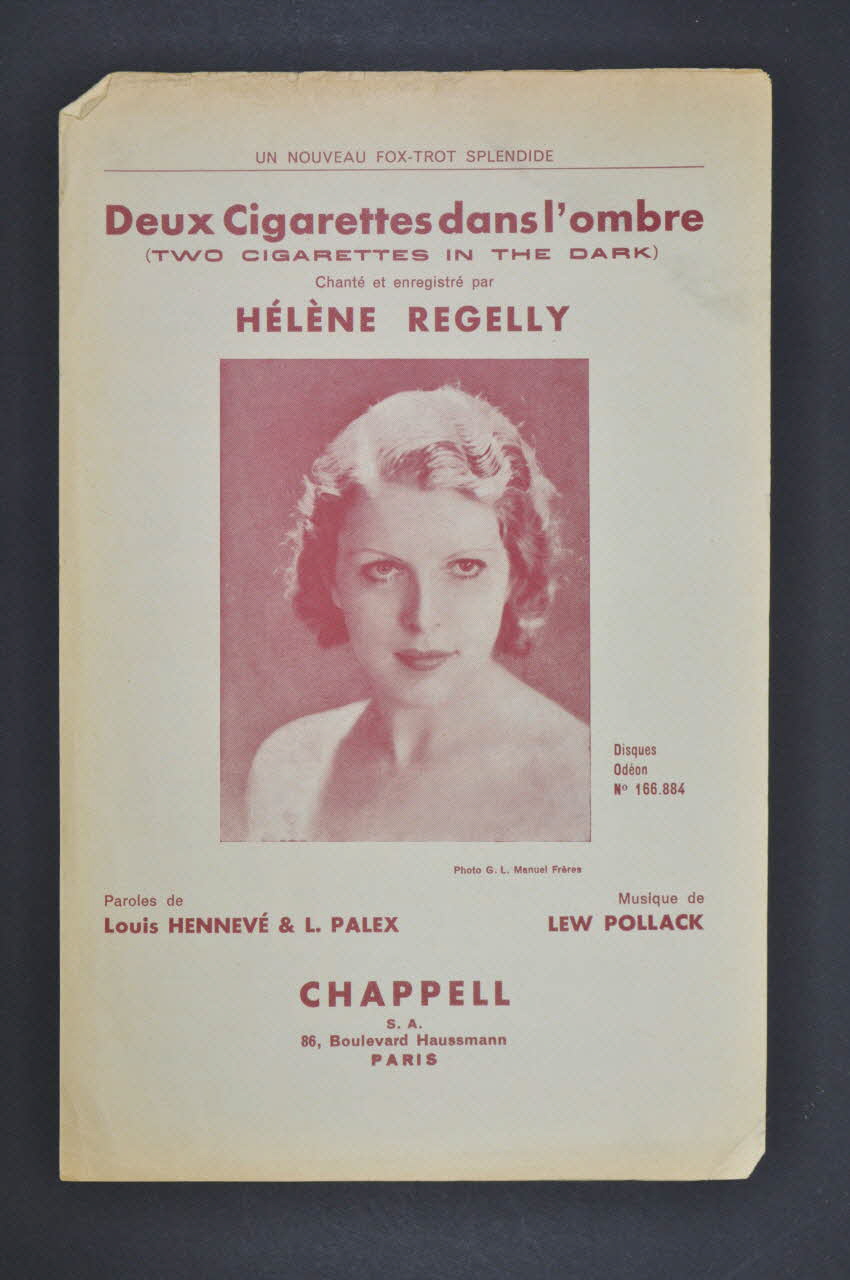 UN NOUVEAU FOX-TROT SPLENDIDE
Deux Cigarettes dans l'ombre
(TWO CIGARETTES IN THE DARK)
Chanté et enregistré par
HÉLÈNE REGELLY
Disques
Odéon
Nº 166.884
Photo G. L. Manuel Frères
Paroles de
Louis HENNEVÉ & L. PALEX
Musique de
LEW POLLACK
CHAPPELL
S. A.
86, Boulevard Haussmann
PARIS